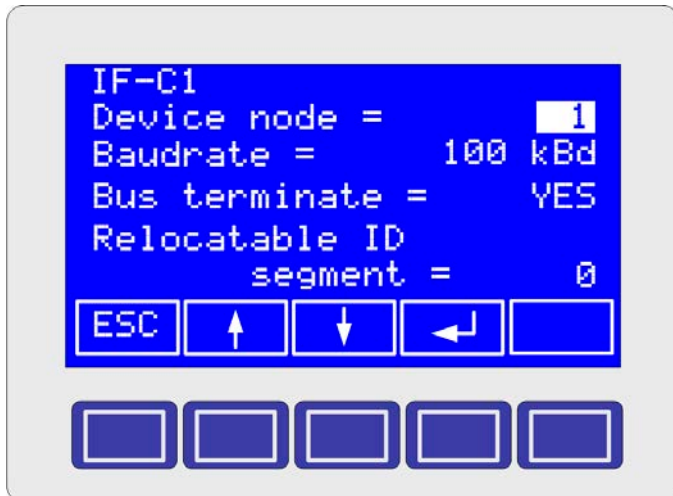 IF-C1
Device node = 1
Baudrate = 100 kBd
Bus terminate = YES
Relocatable ID
segment = 0
ESC